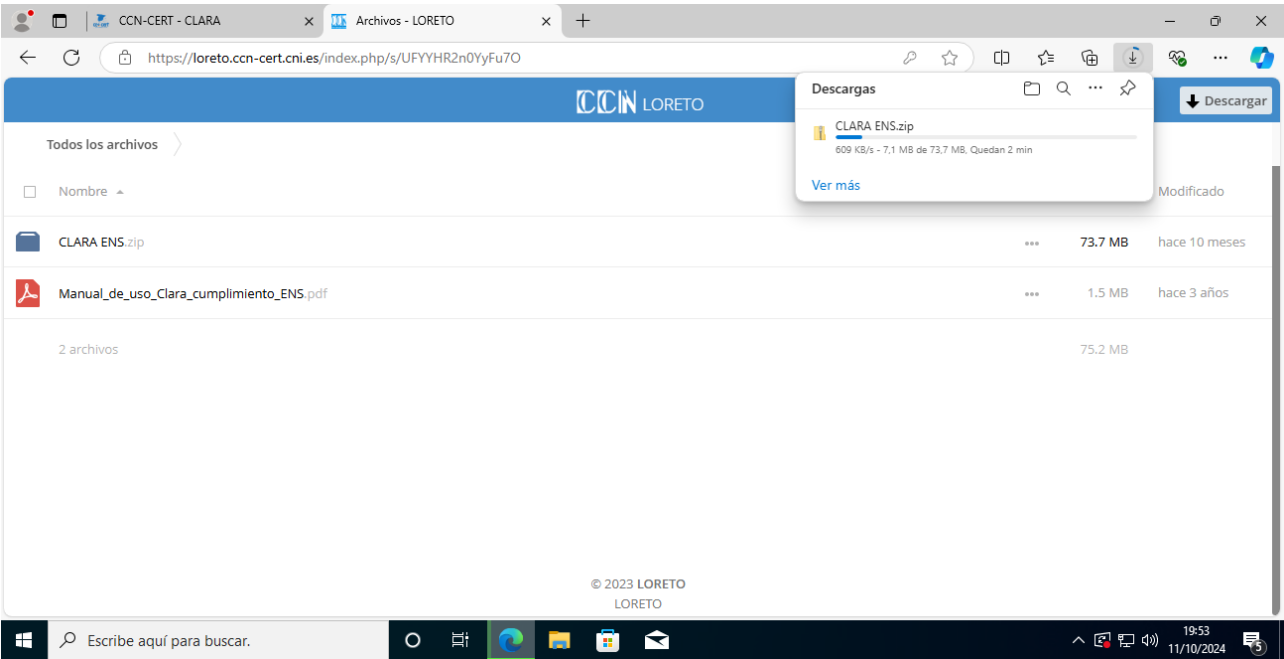 CCN-CERT - CLARA
Archivos - LORETO
https://loreto.ccn-cert.cni.es/index.php/s/UFYYHR2n0YyFu7O
CCN LORETO
Descargas
Descargar
CLARA ENS.zip
609 KB/s - 7,1 MB de 73,7 MB, Quedan 2 min
Ver más
Todos los archivos
Nombre
Modificado
CLARA ENS.zip
73.7 MB
hace 10 meses
Manual_de_uso_Clara_cumplimiento_ENS.pdf
1.5 MB
hace 3 años
2 archivos
75.2 MB
© 2023 LORETO
LORETO
Escribe aquí para buscar.
19:53
11/10/2024
5